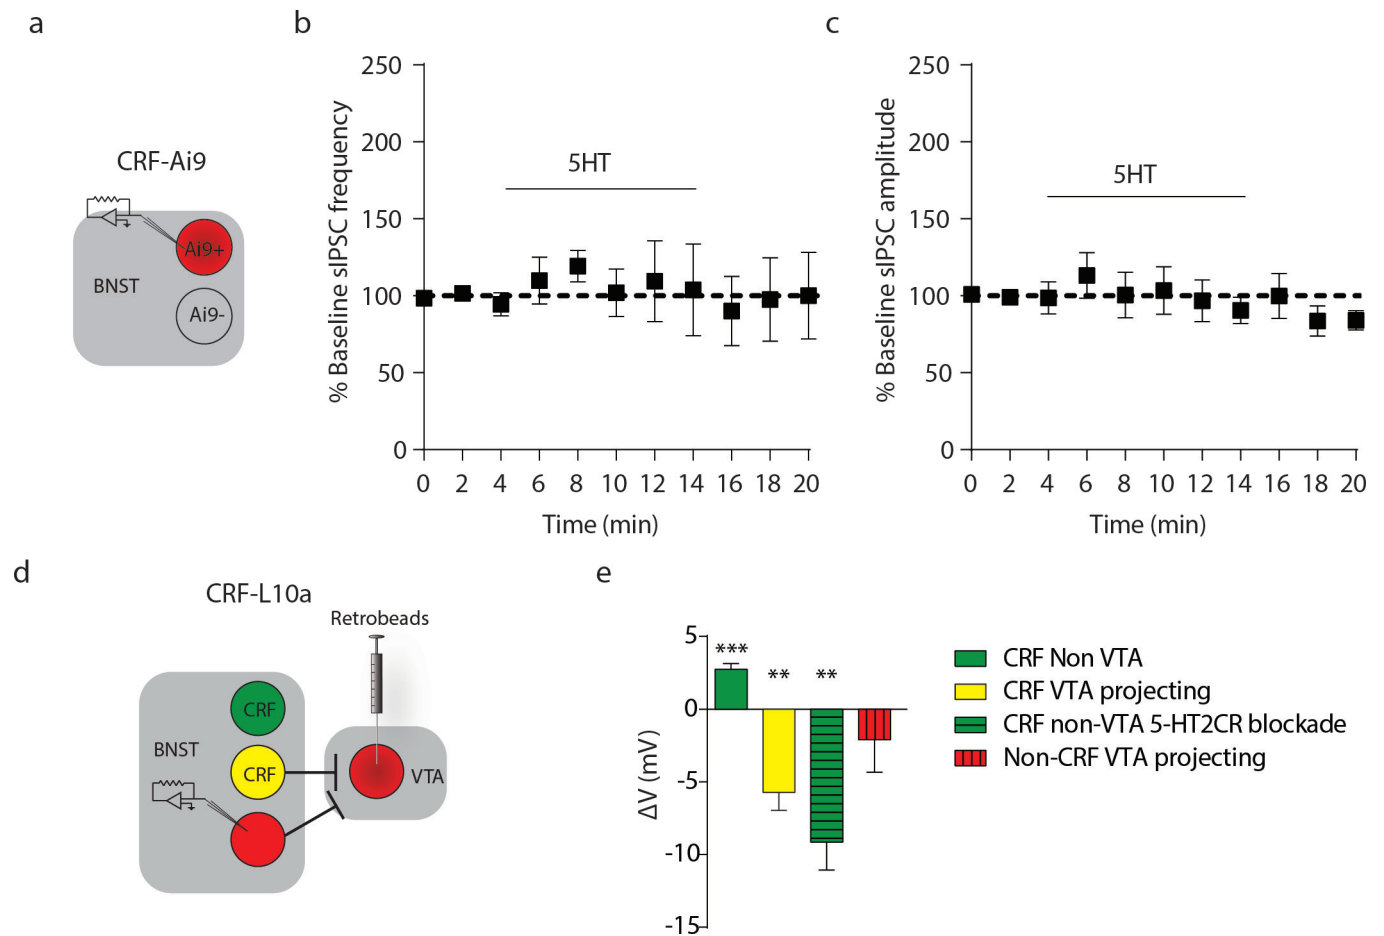 a
b
c
CRF-Ai9
Ai9+
BNST
Ai9-
% Baseline sIPSC frequency
250
200
150
100
50
0
5HT
0 2 4 6 8 10 12 14 16 18 20
Time (min)
% Baseline sIPSC amplitude
250
200
150
100
50
0
5HT
0 2 4 6 8 10 12 14 16 18 20
Time (min)
d
CRF-L10a
Retrobeads
CRF
BNST
CRF
VTA
e
ΔV (mV)
5
0
-5
-10
-15
*** ** **
CRF Non VTA
CRF VTA projecting
CRF non-VTA 5-HT2CR blockade
Non-CRF VTA projecting